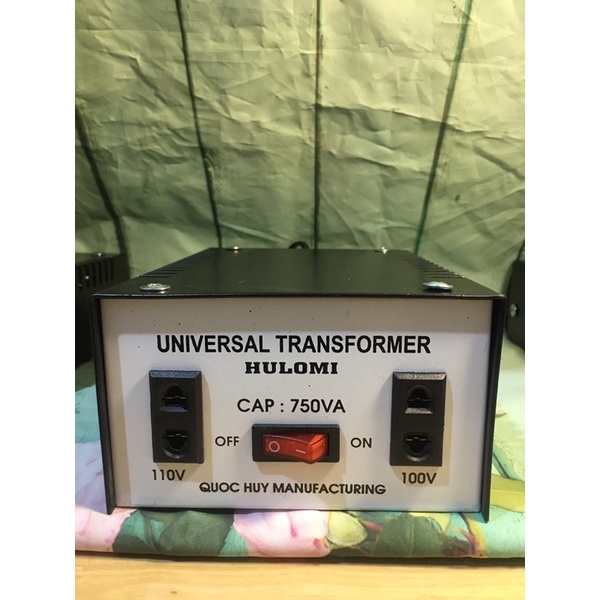 UNIVERSAL TRANSFORMER
HULOMI
CAP : 750VA
OFF
ON
110V
100V
QUOC HUY MANUFACTURING